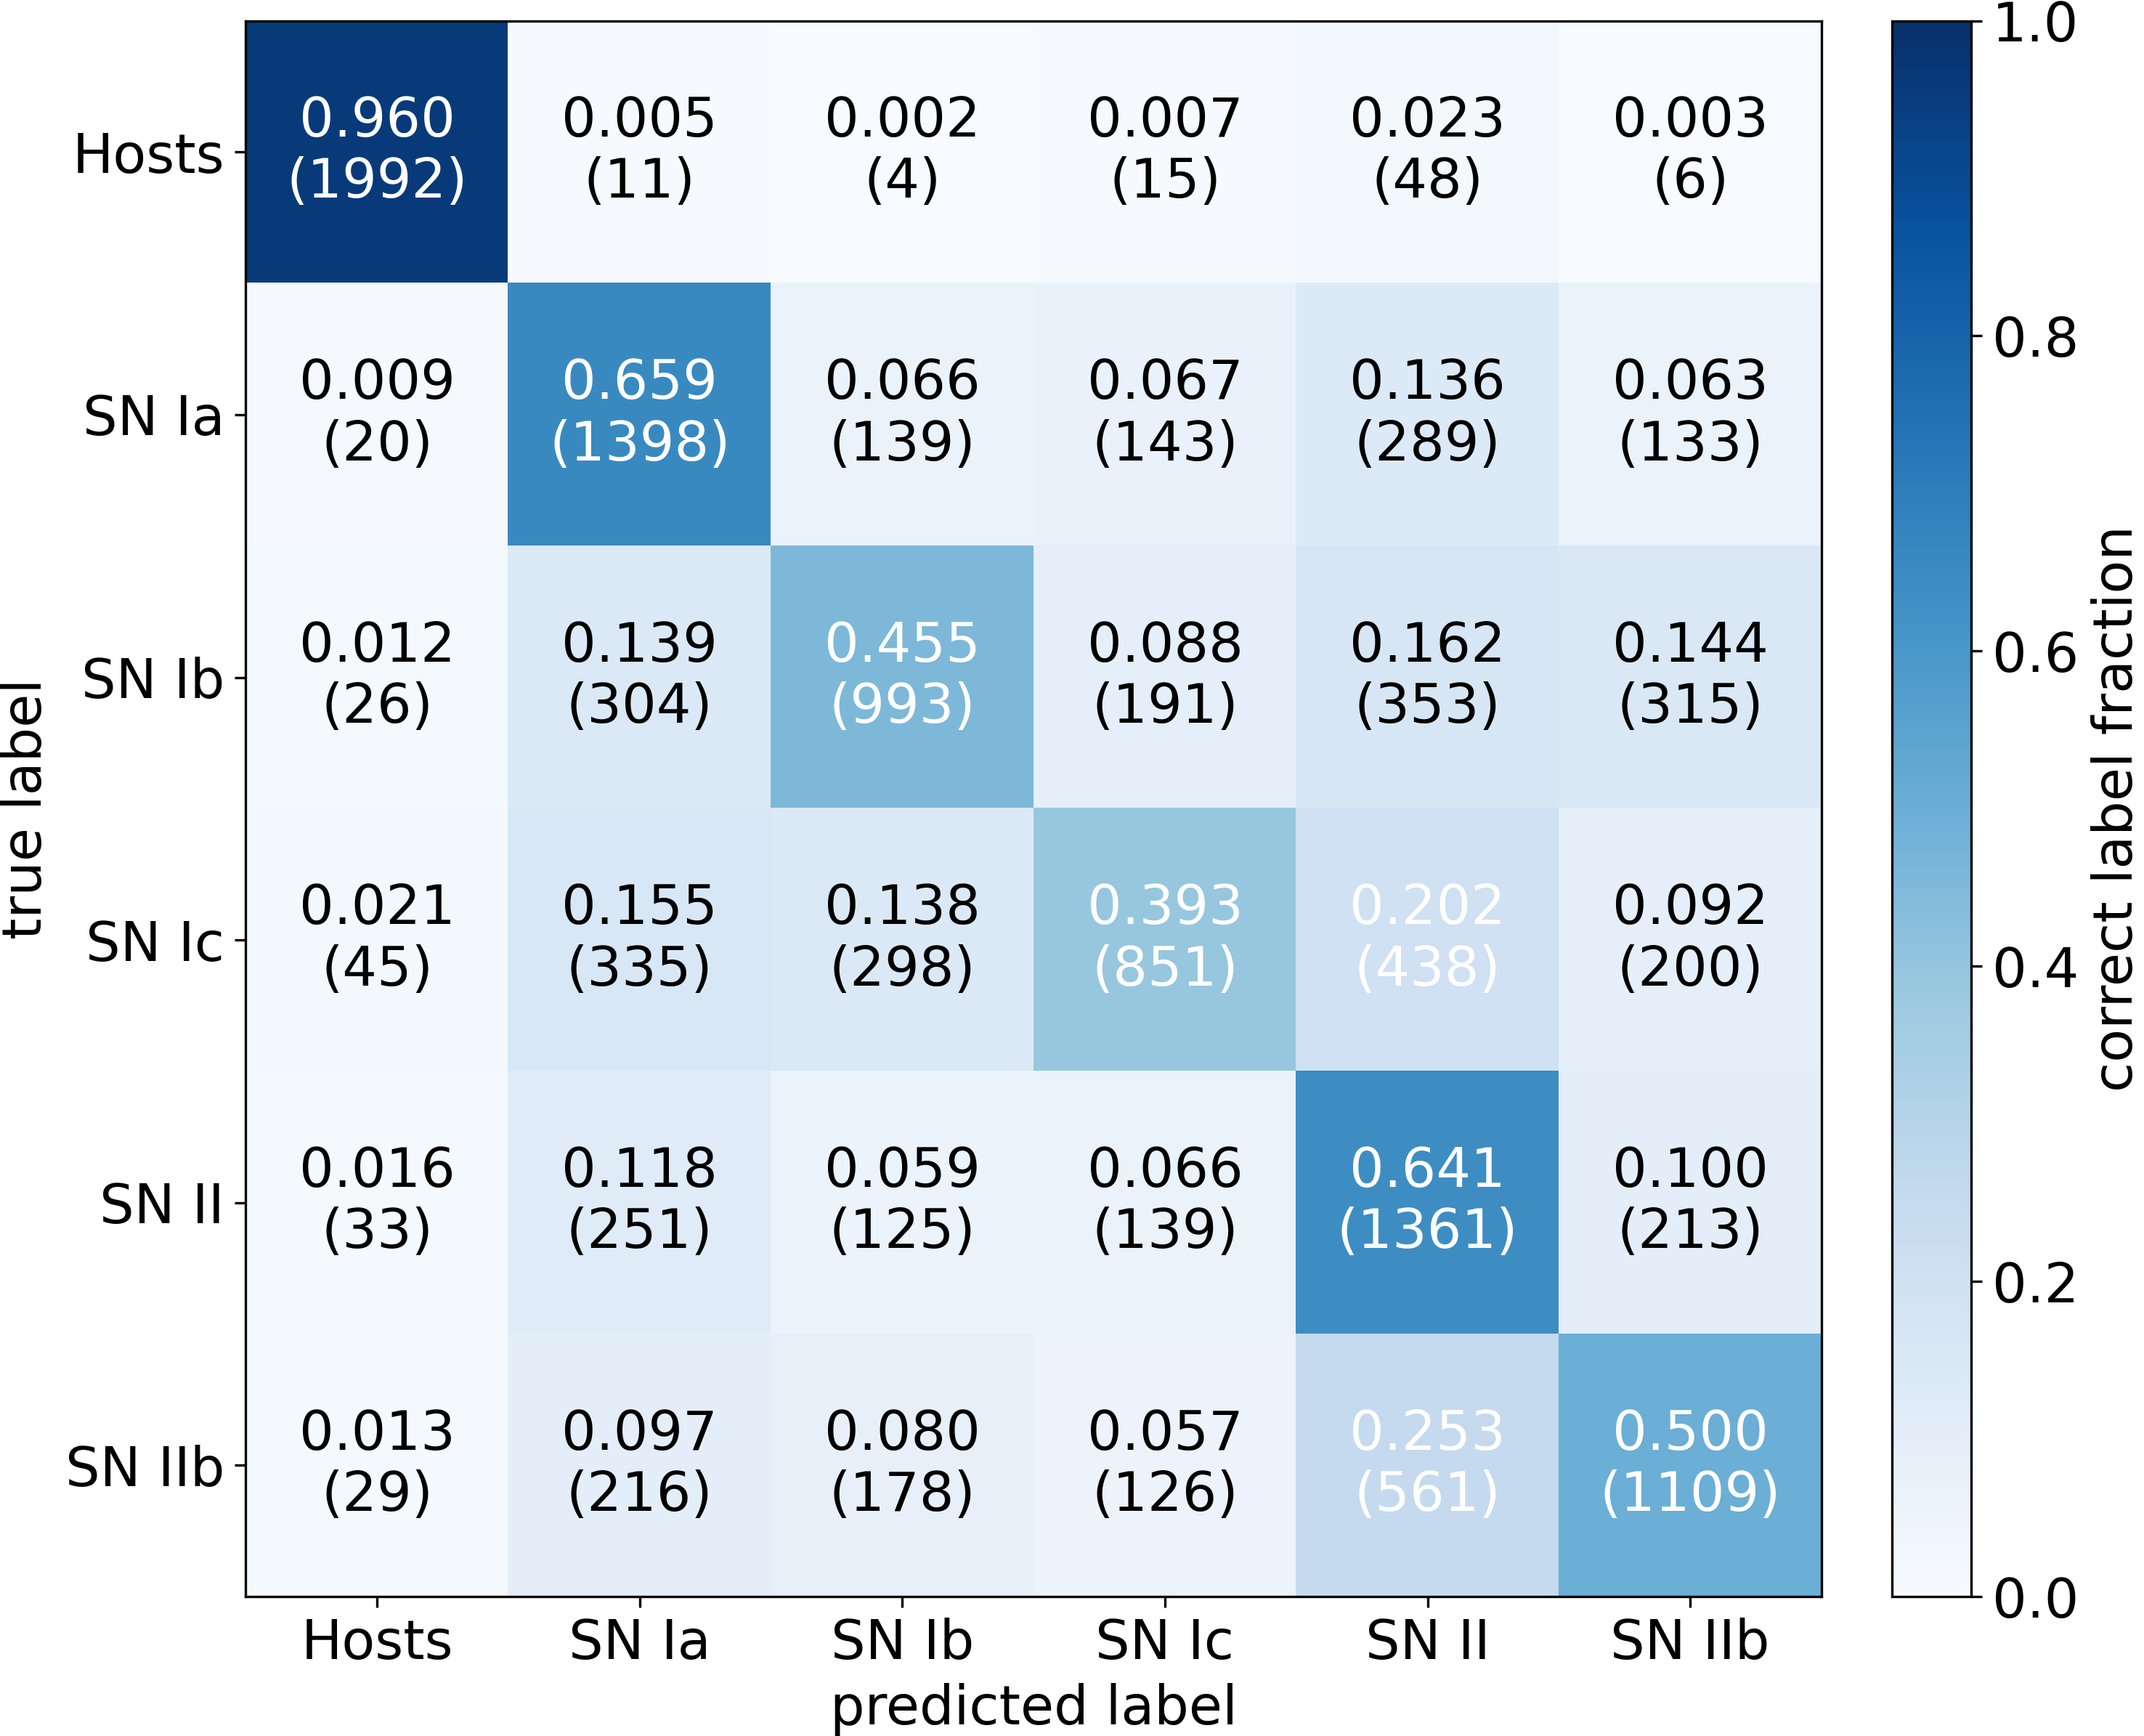 Hosts
0.960 0.005 0.002 0.007 0.023 0.003
(1992) (11) (4) (15) (48) (6)
SN Ia
0.009 0.659 0.066 0.067 0.136 0.063
(20) (1398) (139) (143) (289) (133)
SN Ib
0.012 0.139 0.455 0.088 0.162 0.144
(26) (304) (993) (191) (353) (315)
SN Ic
0.021 0.155 0.138 0.393 0.202 0.092
(45) (335) (298) (851) (438) (200)
SN II
0.016 0.118 0.059 0.066 0.641 0.100
(33) (251) (125) (139) (1361) (213)
SN IIb
0.013 0.097 0.080 0.057 0.253 0.500
(29) (216) (178) (126) (561) (1109)
Hosts SN Ia SN Ib SN Ic SN II SN IIb
predicted label
true label
1.0
0.8
0.6
0.4
0.2
0.0
correct label fraction